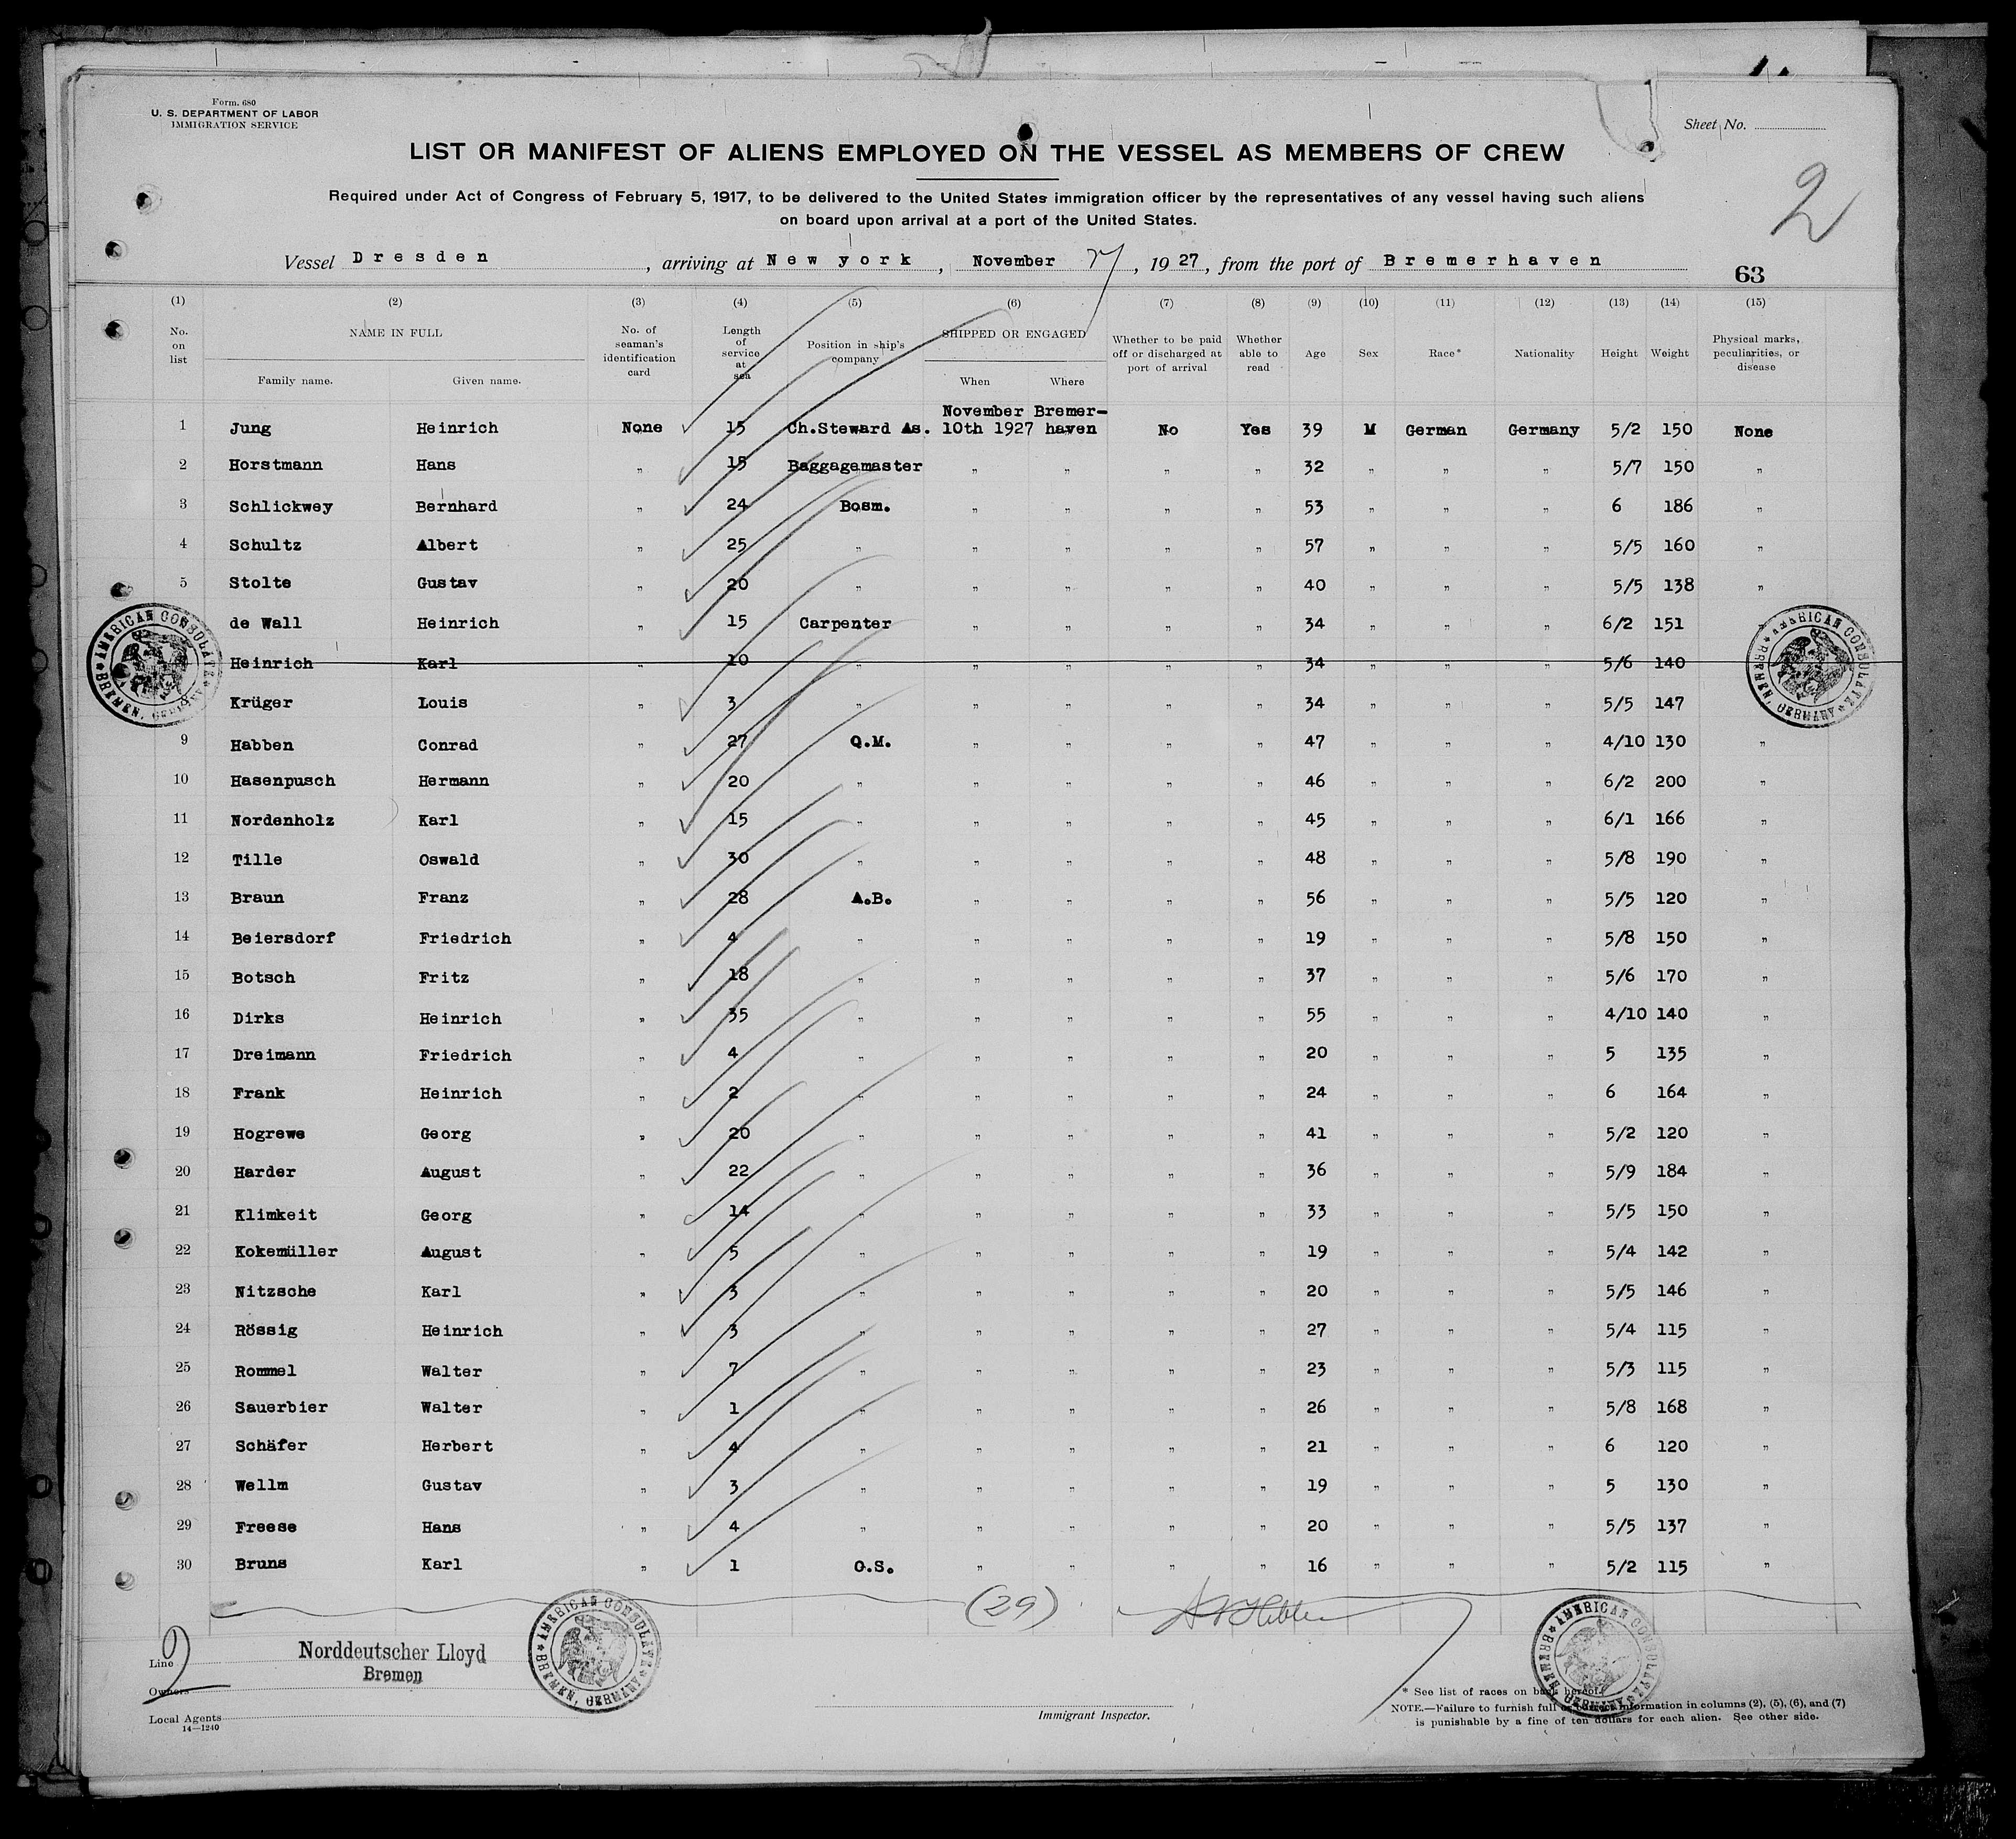 Form. 680
U. S. DEPARTMENT OF LABOR
IMMIGRATION SERVICE
Sheet No.
LIST OR MANIFEST OF ALIENS EMPLOYED ON THE VESSEL AS MEMBERS OF CREW
Required under Act of Congress of February 5, 1917, to be delivered to the United States immigration officer by the representatives of any vessel having such aliens
on board upon arrival at a port of the United States.
2
Vessel Dresden, arriving at New york, November, 1927, from the port of Bremerhaven
63
(1) (2) (3) (4) (5) (6) (7) (8) (9) (10) (11) (12) (13) (14) (15)
No. on list NAME IN FULL Family name. Given name. No. of seaman's identification card Length of service at sea Position in ship's company SHIPPED OR ENGAGED When Where Whether to be paid off or discharged at port of arrival Whether able to read Age Sex Race* Nationality Height Weight Physical marks, peculiarities, or disease
November Bremer-
1 Jung Heinrich None 15 Ch.Steward As. 10th 1927 haven No Yes 39 M German Germany 5/2 150 None
2 Horstmann Hans " 15 Baggagemaster " " " " 32 " " " 5/7 150 "
3 Schlickwey Bernhard " 24 Bosm. " " " " 53 " " " 6 186 "
4 Schultz Albert " 25 " " " " " 57 " " " 5/5 160 "
5 Stolte Gustav " 20 " " " " " 40 " " " 5/5 138 "
de Wall Heinrich " 15 Carpenter " " " " 34 " " " 6/2 151
Heinrich Karl " 10 " " " " " 34 " " " 5/6 140
Krüger Louis " 3 " " " " " 34 " " " 5/5 147
9 Habben Conrad " 27 Q.M. " " " " 47 " " " 4/10 130 "
10 Hasenpusch Hermann " 20 " " " " " 46 " " " 6/2 200 "
11 Nordenholz Karl " 15 " " " " " 45 " " " 6/1 166 "
12 Tille Oswald " 30 " " " " " 48 " " " 5/8 190 "
13 Braun Franz " 28 A.B. " " " " 56 " " " 5/5 120 "
14 Beiersdorf Friedrich " 4 " " " " " 19 " " " 5/8 150 "
15 Botsch Fritz " 18 " " " " " 37 " " " 5/6 170 "
16 Dirks Heinrich " 35 " " " " " 55 " " " 4/10 140 "
17 Dreimann Friedrich " 4 " " " " " 20 " " " 5 135 "
18 Frank Heinrich " 2 " " " " " 24 " " " 6 164 "
19 Hogrewe Georg " 20 " " " " " 41 " " " 5/2 120 "
20 Harder August " 22 " " " " " 36 " " " 5/9 184 "
21 Klimkeit Georg " 14 " " " " " 33 " " " 5/5 150 "
22 Kokemüller August " 5 " " " " " 19 " " " 5/4 142 "
23 Nitzsche Karl " 3 " " " " " 20 " " " 5/5 146 "
24 Rössig Heinrich " 3 " " " " " 27 " " " 5/4 115 "
25 Rommel Walter " 7 " " " " " 23 " " " 5/3 115 "
26 Sauerbier Walter " 1 " " " " " 26 " " " 5/8 168 "
27 Schäfer Herbert " 4 " " " " " 21 " " " 6 120 "
28 Wellm Gustav " 3 " " " " " 19 " " " 5 130 "
29 Freese Hans " 4 " " " " " 20 " " " 5/5 137 "
30 Bruns Karl " 1 O.S. " " " " 16 " " " 5/2 115 "
AMERICAN CONSULATE BREMEN, GERMANY
AMERICAN CONSULATE BREMEN, GERMANY
(29)
Line
Norddeutscher Lloyd
Bremen
Owners
Local Agents
14—1240
AMERICAN CONSULATE BREMEN, GERMANY
Immigrant Inspector.
AMERICAN CONSULATE BREMEN, GERMANY
* See list of races on back hereof.
NOTE.—Failure to furnish full information in columns (2), (5), (6), and (7)
is punishable by a fine of ten dollars for each alien. See other side.